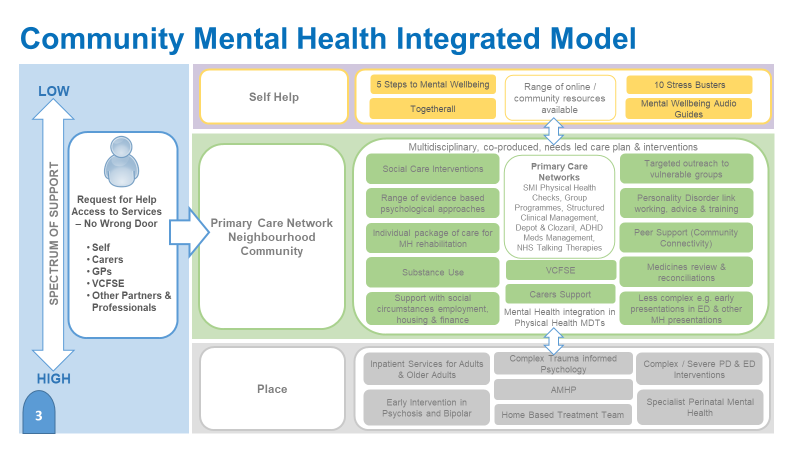 Community Mental Health Integrated Model
LOW
SPECTRUM OF SUPPORT
HIGH
3
Request for Help
Access to Services
– No Wrong Door
• Self
• Carers
• GPs
• VCFSE
• Other Partners &
Professionals
Self Help
5 Steps to Mental Wellbeing
Togetherall
Range of online /
community resources
available
10 Stress Busters
Mental Wellbeing Audio
Guides
Primary Care Network
Neighbourhood
Community
Multidisciplinary, co-produced, needs led care plan & interventions
Social Care Interventions
Range of evidence based
psychological approaches
Individual package of care for
MH rehabilitation
Substance Use
Support with social
circumstances employment,
housing & finance
Primary Care
Networks
SMI Physical Health
Checks, Group
Programmes, Structured
Clinical Management,
Depot & Clozaril, ADHD
Meds Management,
NHS Talking Therapies
VCFSE
Carers Support
Mental Health integration in
Physical Health MDTs
Targeted outreach to
vulnerable groups
Personality Disorder link
working, advice & training
Peer Support (Community
Connectivity)
Medicines review &
reconciliations
Less complex e.g. early
presentations in ED & other
MH presentations
Place
Inpatient Services for Adults
& Older Adults
Early Intervention in
Psychosis and Bipolar
Complex Trauma Informed
Psychology
AMHP
Home Based Treatment Team
Complex / Severe PD & ED
Interventions
Specialist Perinatal Mental
Health